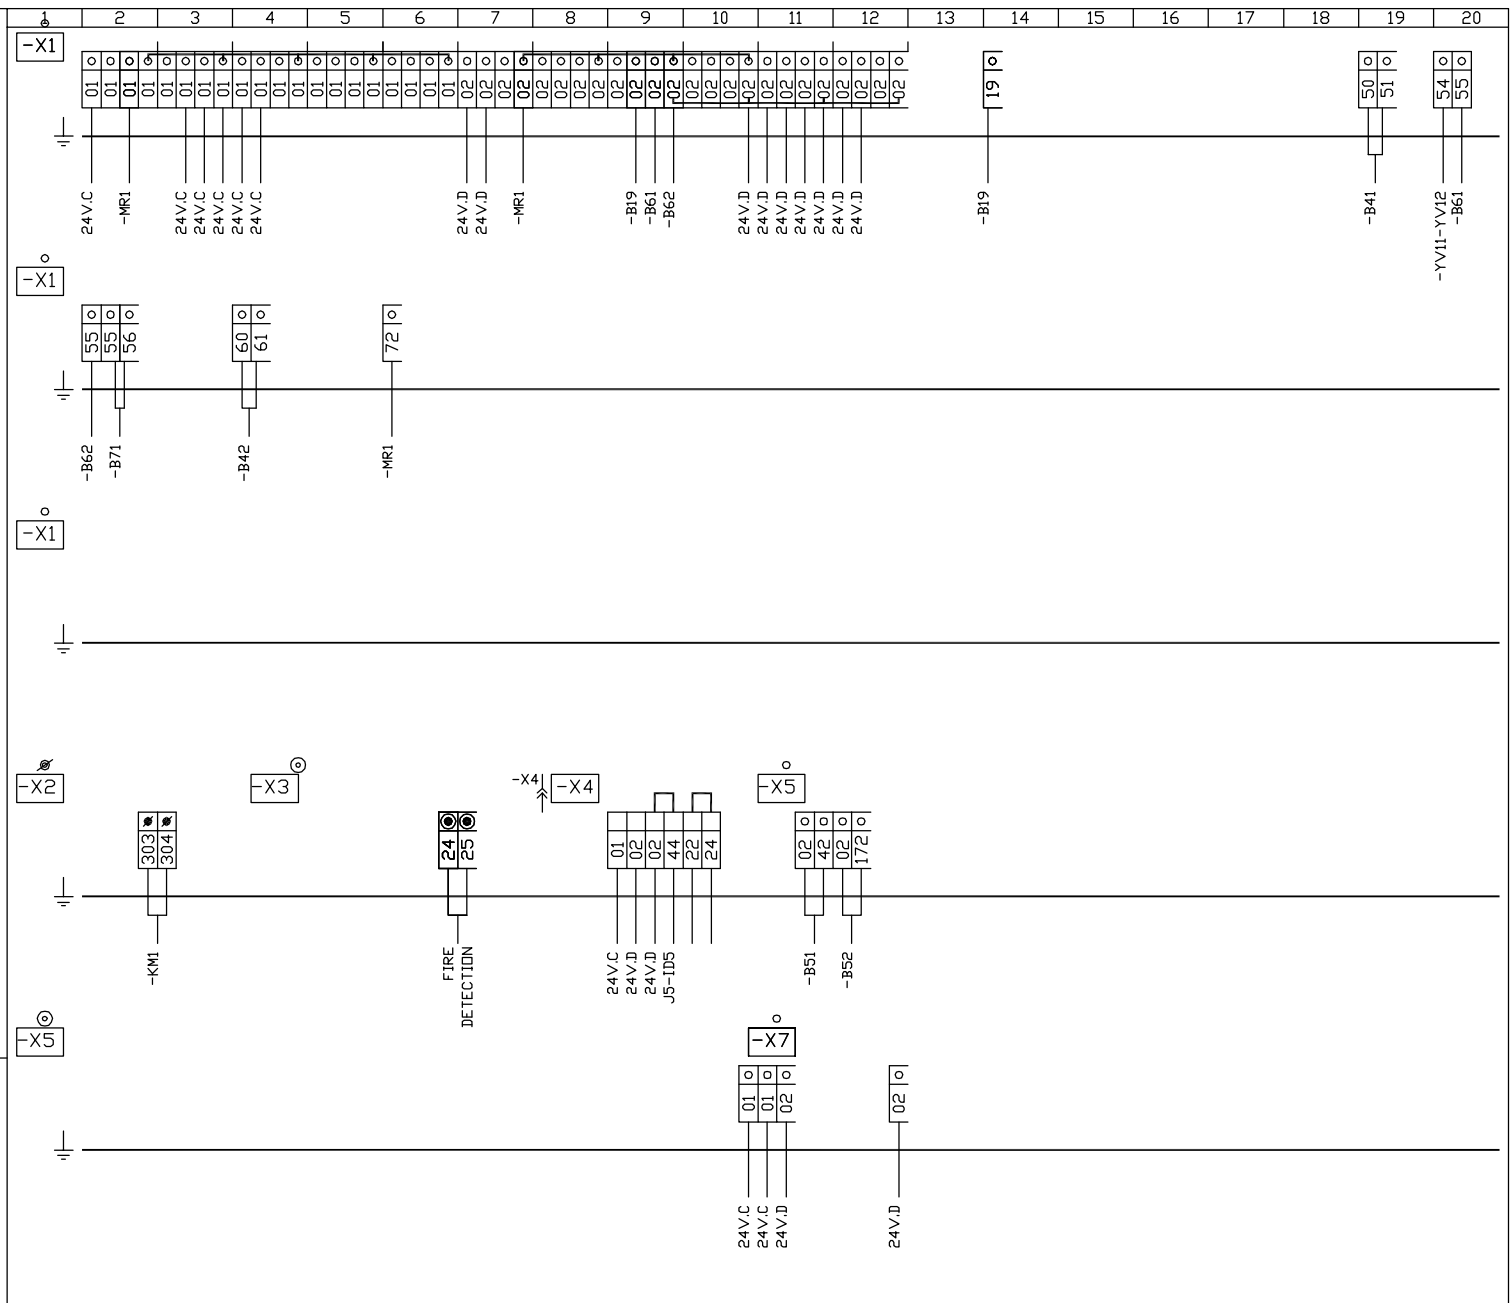 1 2 3 4 5 6 7 8 9 10 11 12 13 14 15 16 17 18 19 20
-X1
01 01 01 01 01 01 01 01 01 01 01 01 01 01 01 01 01 01 01 01 02 02 02 02 02 02 02 02 02 02 02 02 02 02 02 02 02 02 02 02 02 02 02 02 19 50 51 54 55
24V.C -MR1 24V.C 24V.C 24V.C 24V.C 24V.C 24V.D 24V.D -MR1 -B19 -B61 -B62 24V.D 24V.D 24V.D 24V.D 24V.D 24V.D 24V.D -B19 -B41 -YV11-YV12 -B61
-X1
55 55 56 60 61 72
-B62 -B71 -B42 -MR1
-X1
-X2 -X3 -X4 -X4 -X5
303 304 24 25 01 02 02 44 22 24 02 42 02 172
-KM1 FIRE
DETECTION
24V.C 24V.D 24V.D J5-ID5 -B51 -B52
-X5 -X7
01 01 02 02
24V.C 24V.C 24V.D 24V.D